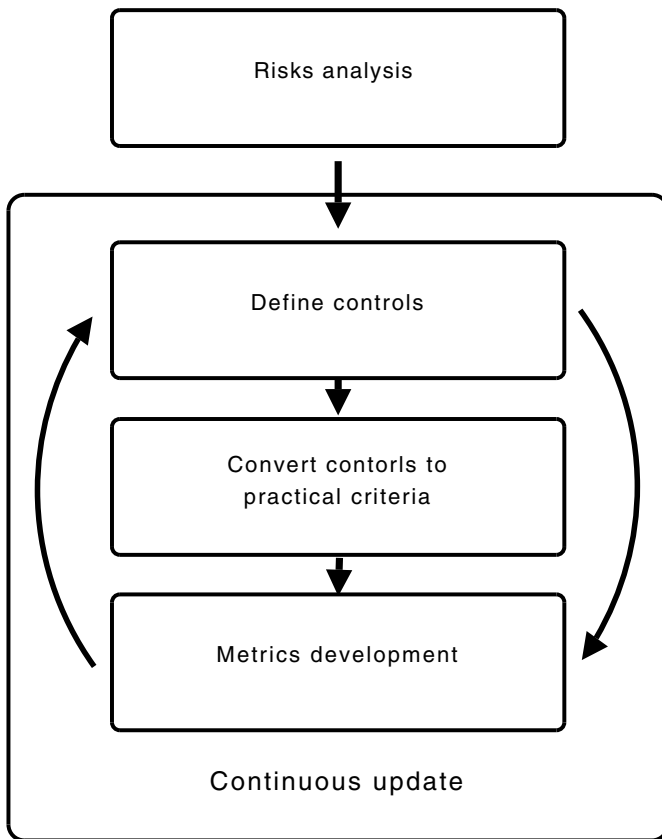 Risks analysis
Define controls
Convert contorls to
practical criteria
Metrics development
Continuous update